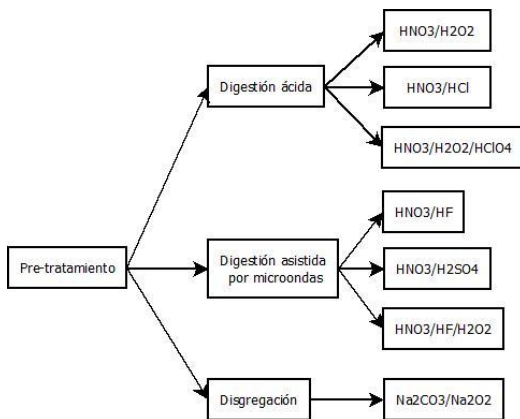 Pre-tratamiento
Digestión ácida
HNO3/H2O2
HNO3/HCl
HNO3/H2O2/HClO4
Digestión asistida
por microondas
HNO3/HF
HNO3/H2SO4
HNO3/HF/H2O2
Disgregación
Na2CO3/Na2O2